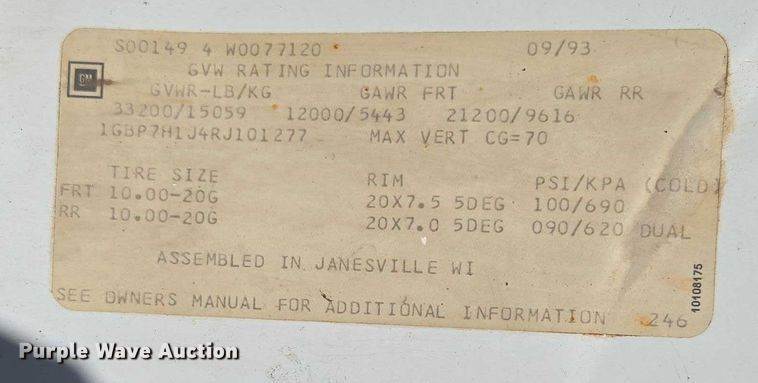 S00149 4 W0077120 09/93
GVW RATING INFORMATION
GM
GVWR-LB/KG GAWR FRT GAWR RR
33200/15059 12000/5443 21200/9616
1GBP7H1J4RJ101277 MAX VERT CG=70
TIRE SIZE RIM PSI/KPA (COLD)
FRT 10.00-20G 20X7.5 5DEG 100/690
RR 10.00-20G 20X7.0 5DEG 090/620 DUAL
ASSEMBLED IN JANESVILLE WI
SEE OWNERS MANUAL FOR ADDITIONAL INFORMATION 246
10108175
Purple Wave Auction